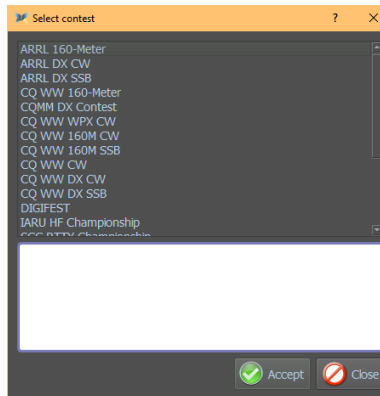 Select contest
ARRL 160-Meter
ARRL DX CW
ARRL DX SSB
CQ WW 160-Meter
CQMM DX Contest
CQ WW WPX CW
CQ WW 160M CW
CQ WW 160M SSB
CQ WW CW
CQ WW DX CW
CQ WW DX SSB
DIGIFEST
IARU HF Championship
RTTY Championship
Accept
Close